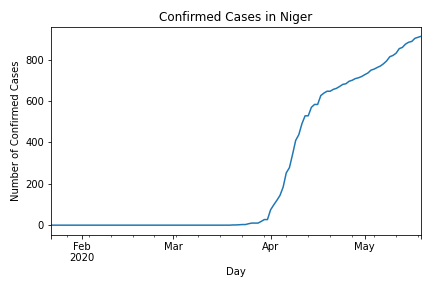 Confirmed Cases in Niger
Number of Confirmed Cases
800
600
400
200
0
Feb
2020
Mar
Apr
May
Day